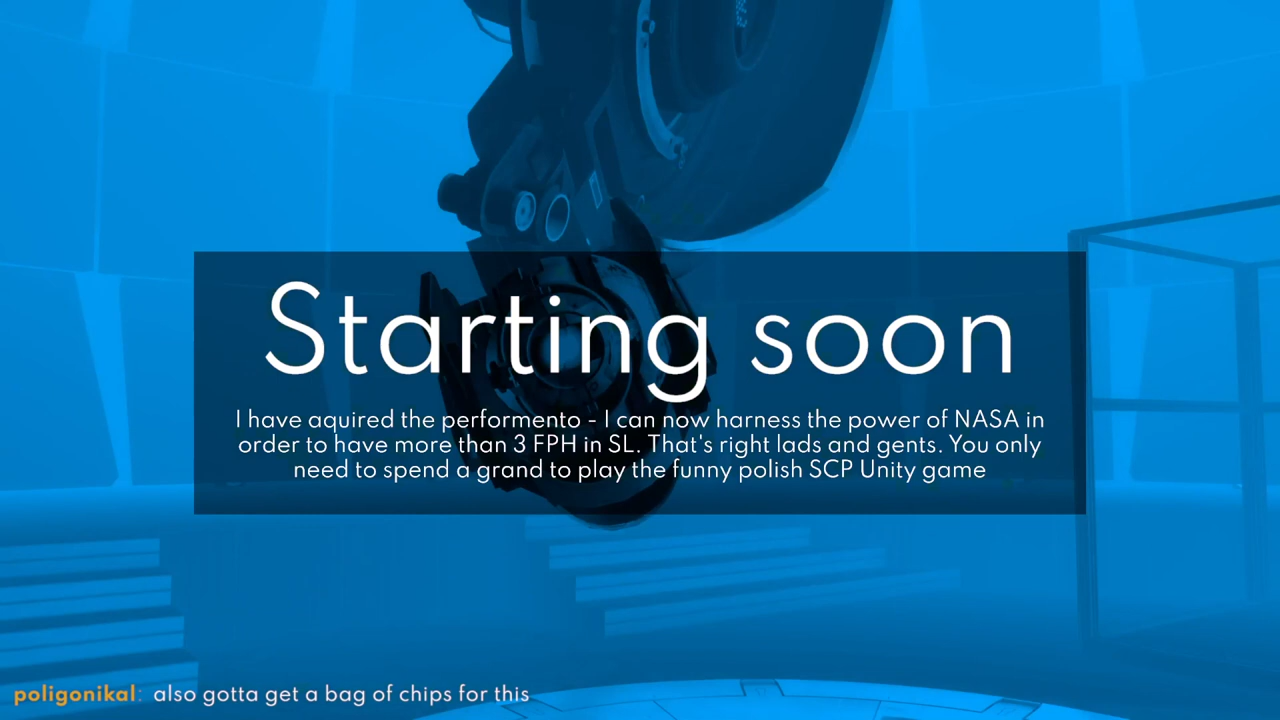 Starting soon
I have aquired the performento - I can now harness the power of NASA in
order to have more than 3 FPH in SL. That's right lads and gents. You only
need to spend a grand to play the funny polish SCP Unity game
poligonikal: also gotta get a bag of chips for this